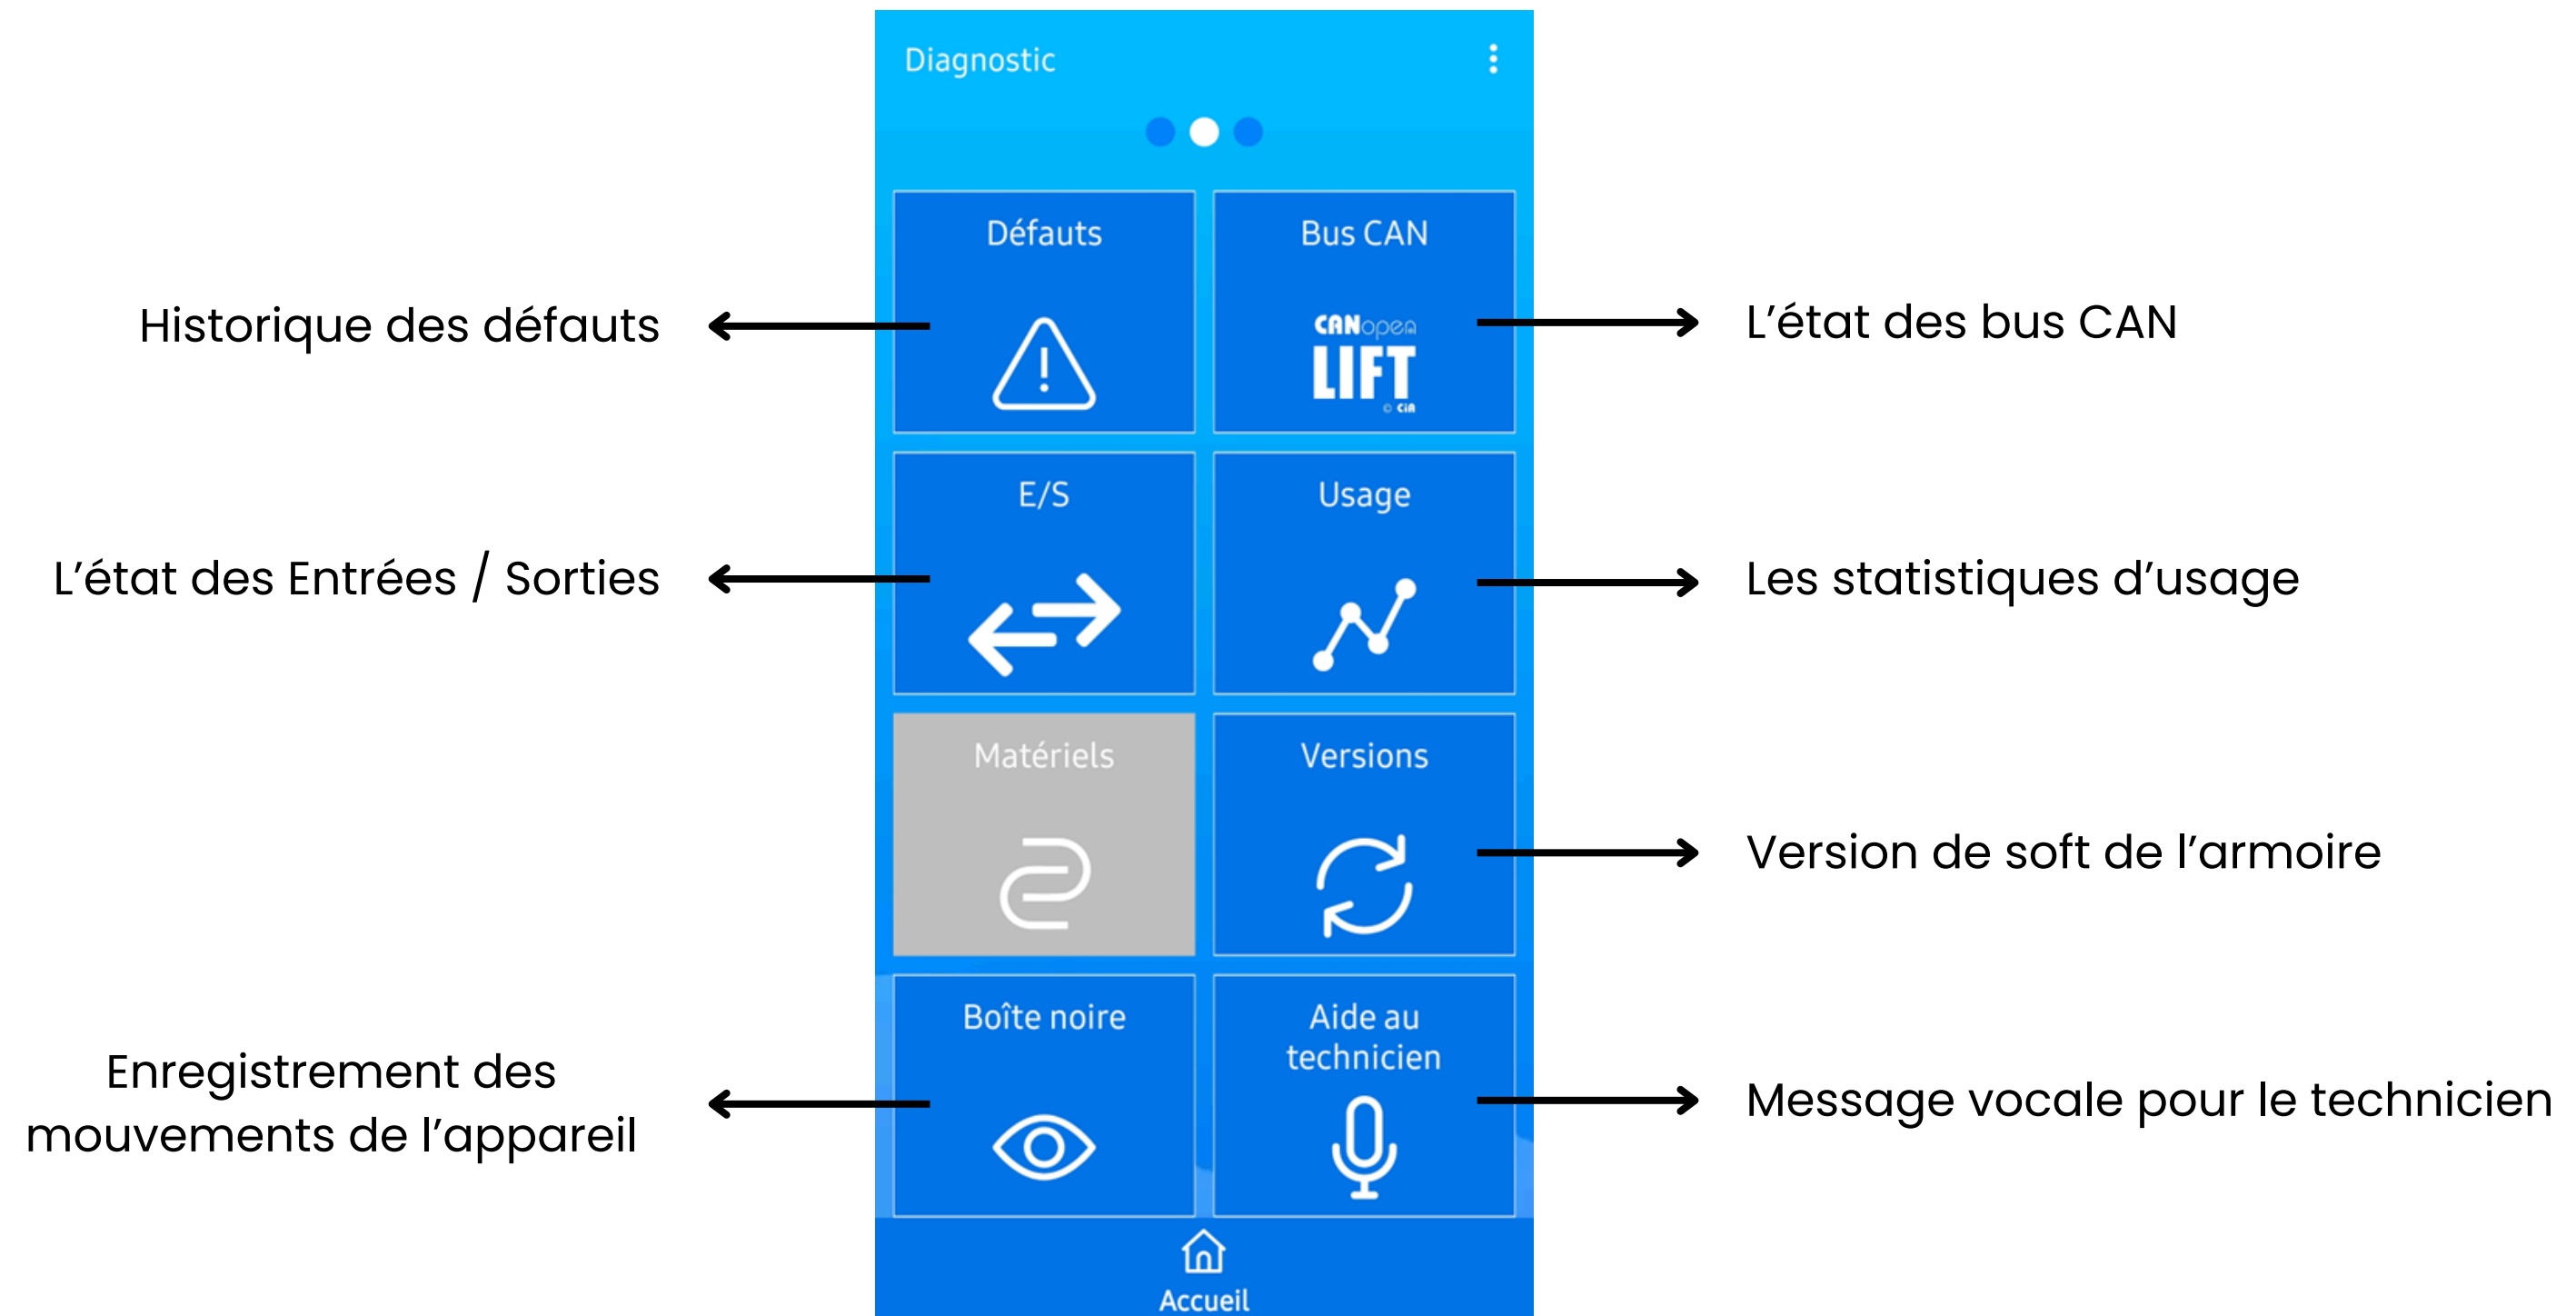 Diagnostic
Défauts
Bus CAN
Historique des défauts
CANopen
LIFT
© CiA
L’état des bus CAN
E/S
Usage
L’état des Entrées / Sorties
Les statistiques d’usage
Matériels
Versions
Version de soft de l’armoire
Boîte noire
Aide au
technicien
Enregistrement des
mouvements de l’appareil
Message vocale pour le technicien
Accueil